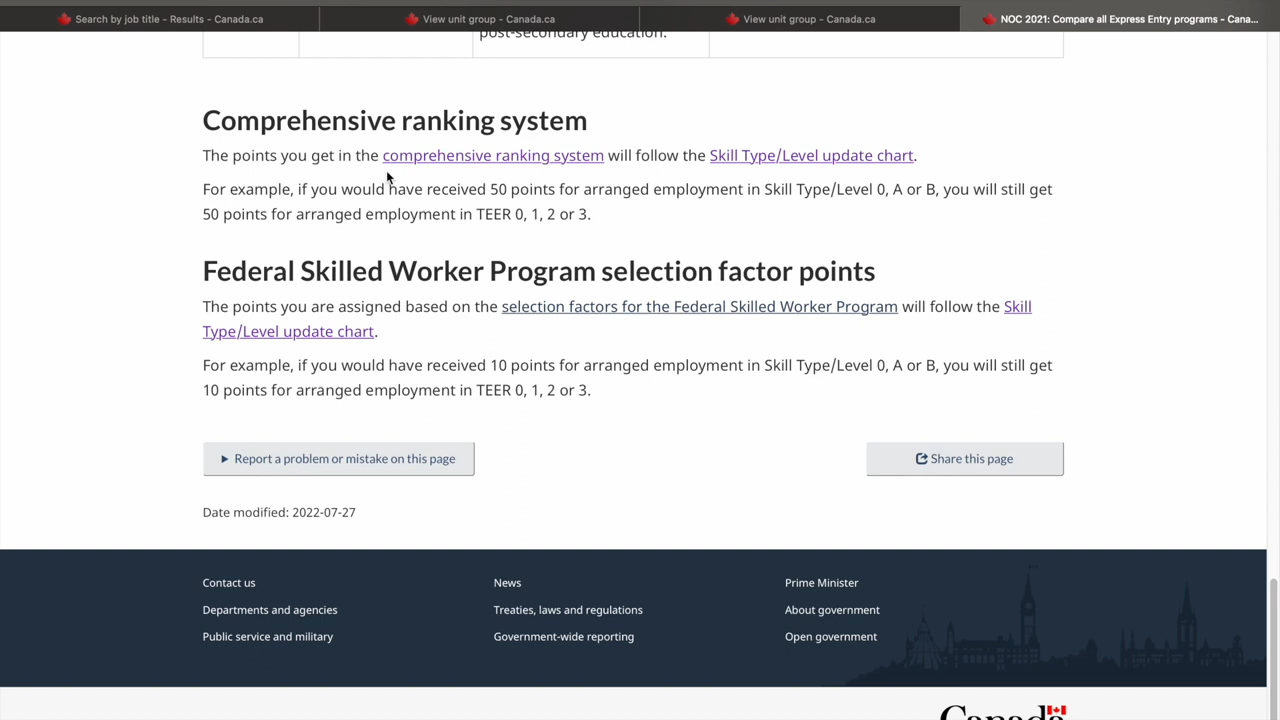 Search by job title - Results - Canada.ca
View unit group - Canada.ca
View unit group - Canada.ca
NOC 2021: Compare all Express Entry programs - Cana...
post-secondary education.
Comprehensive ranking system
The points you get in the comprehensive ranking system will follow the Skill Type/Level update chart.
For example, if you would have received 50 points for arranged employment in Skill Type/Level 0, A or B, you will still get
50 points for arranged employment in TEER 0, 1, 2 or 3.
Federal Skilled Worker Program selection factor points
The points you are assigned based on the selection factors for the Federal Skilled Worker Program will follow the Skill
Type/Level update chart.
For example, if you would have received 10 points for arranged employment in Skill Type/Level 0, A or B, you will still get
10 points for arranged employment in TEER 0, 1, 2 or 3.
Report a problem or mistake on this page
Share this page
Date modified: 2022-07-27
Contact us
News
Prime Minister
Departments and agencies
Treaties, laws and regulations
About government
Public service and military
Government-wide reporting
Open government
Canada